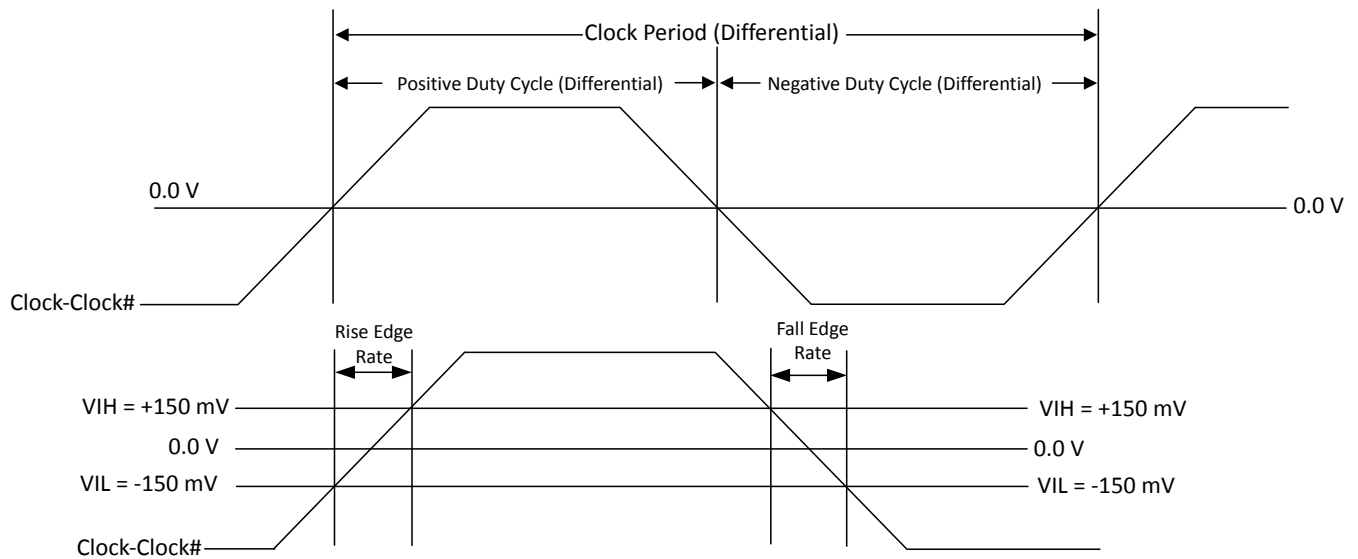 Clock Period (Differential)
Positive Duty Cycle (Differential)
Negative Duty Cycle (Differential)
0.0 V
0.0 V
Clock-Clock#
Rise Edge
Rate
Fall Edge
Rate
VIH = +150 mV
VIH = +150 mV
0.0 V
0.0 V
VIL = -150 mV
VIL = -150 mV
Clock-Clock#